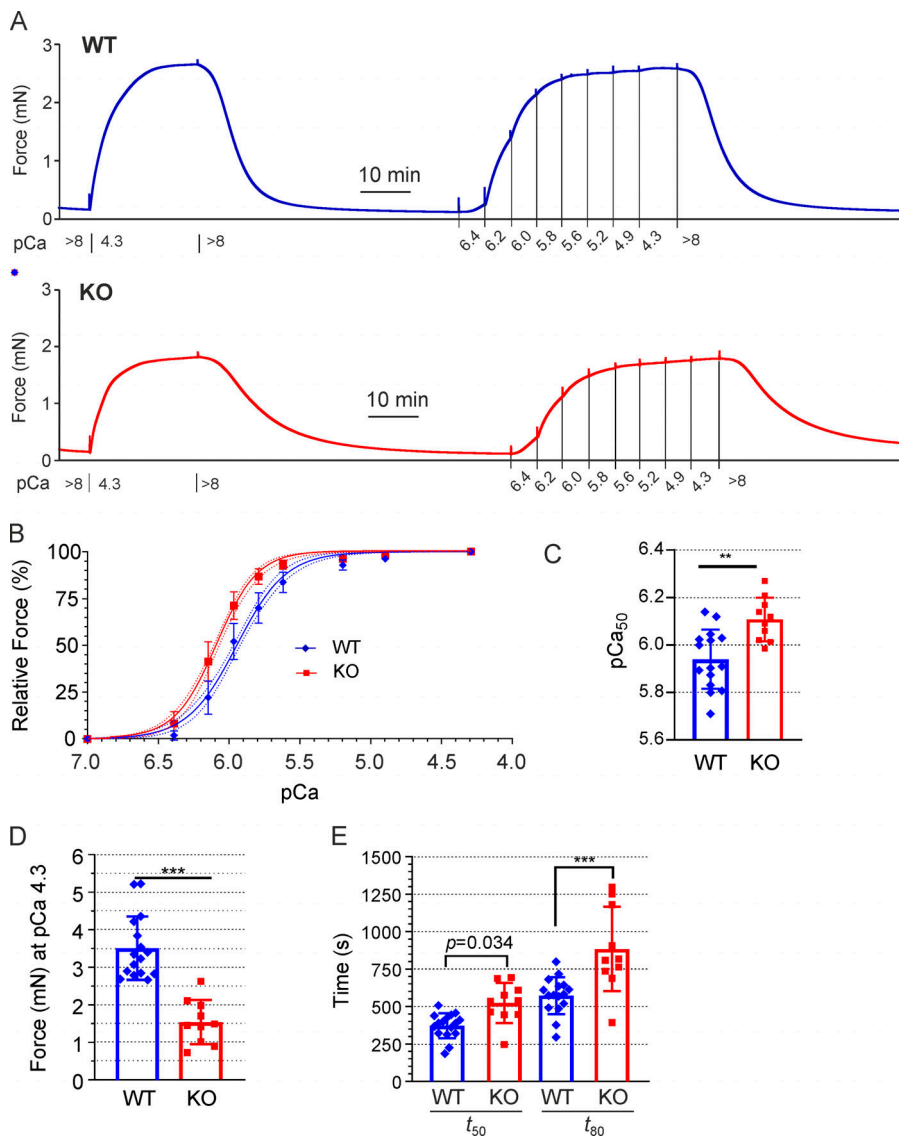 A
WT
3
2
1
0
Force (mN)
10 min
pCa >8 | 4.3 | >8 6.4 6.2 6.0 5.8 5.6 5.2 4.9 4.3 >8
KO
3
2
1
0
Force (mN)
10 min
pCa >8 | 4.3 | >8 6.4 6.2 6.0 5.8 5.6 5.2 4.9 4.3 >8
B
100
75
50
25
0
Relative Force (%)
WT
KO
7.0 6.5 6.0 5.5 5.0 4.5 4.0
pCa
C
6.4
6.2
6.0
5.8
5.6
pCa50
**
WT KO
D
6
5
4
3
2
1
0
Force (mN) at pCa 4.3
***
WT KO
E
1500
1250
1000
750
500
250
0
Time (s)
p=0.034
***
WT KO WT KO
t50 t80